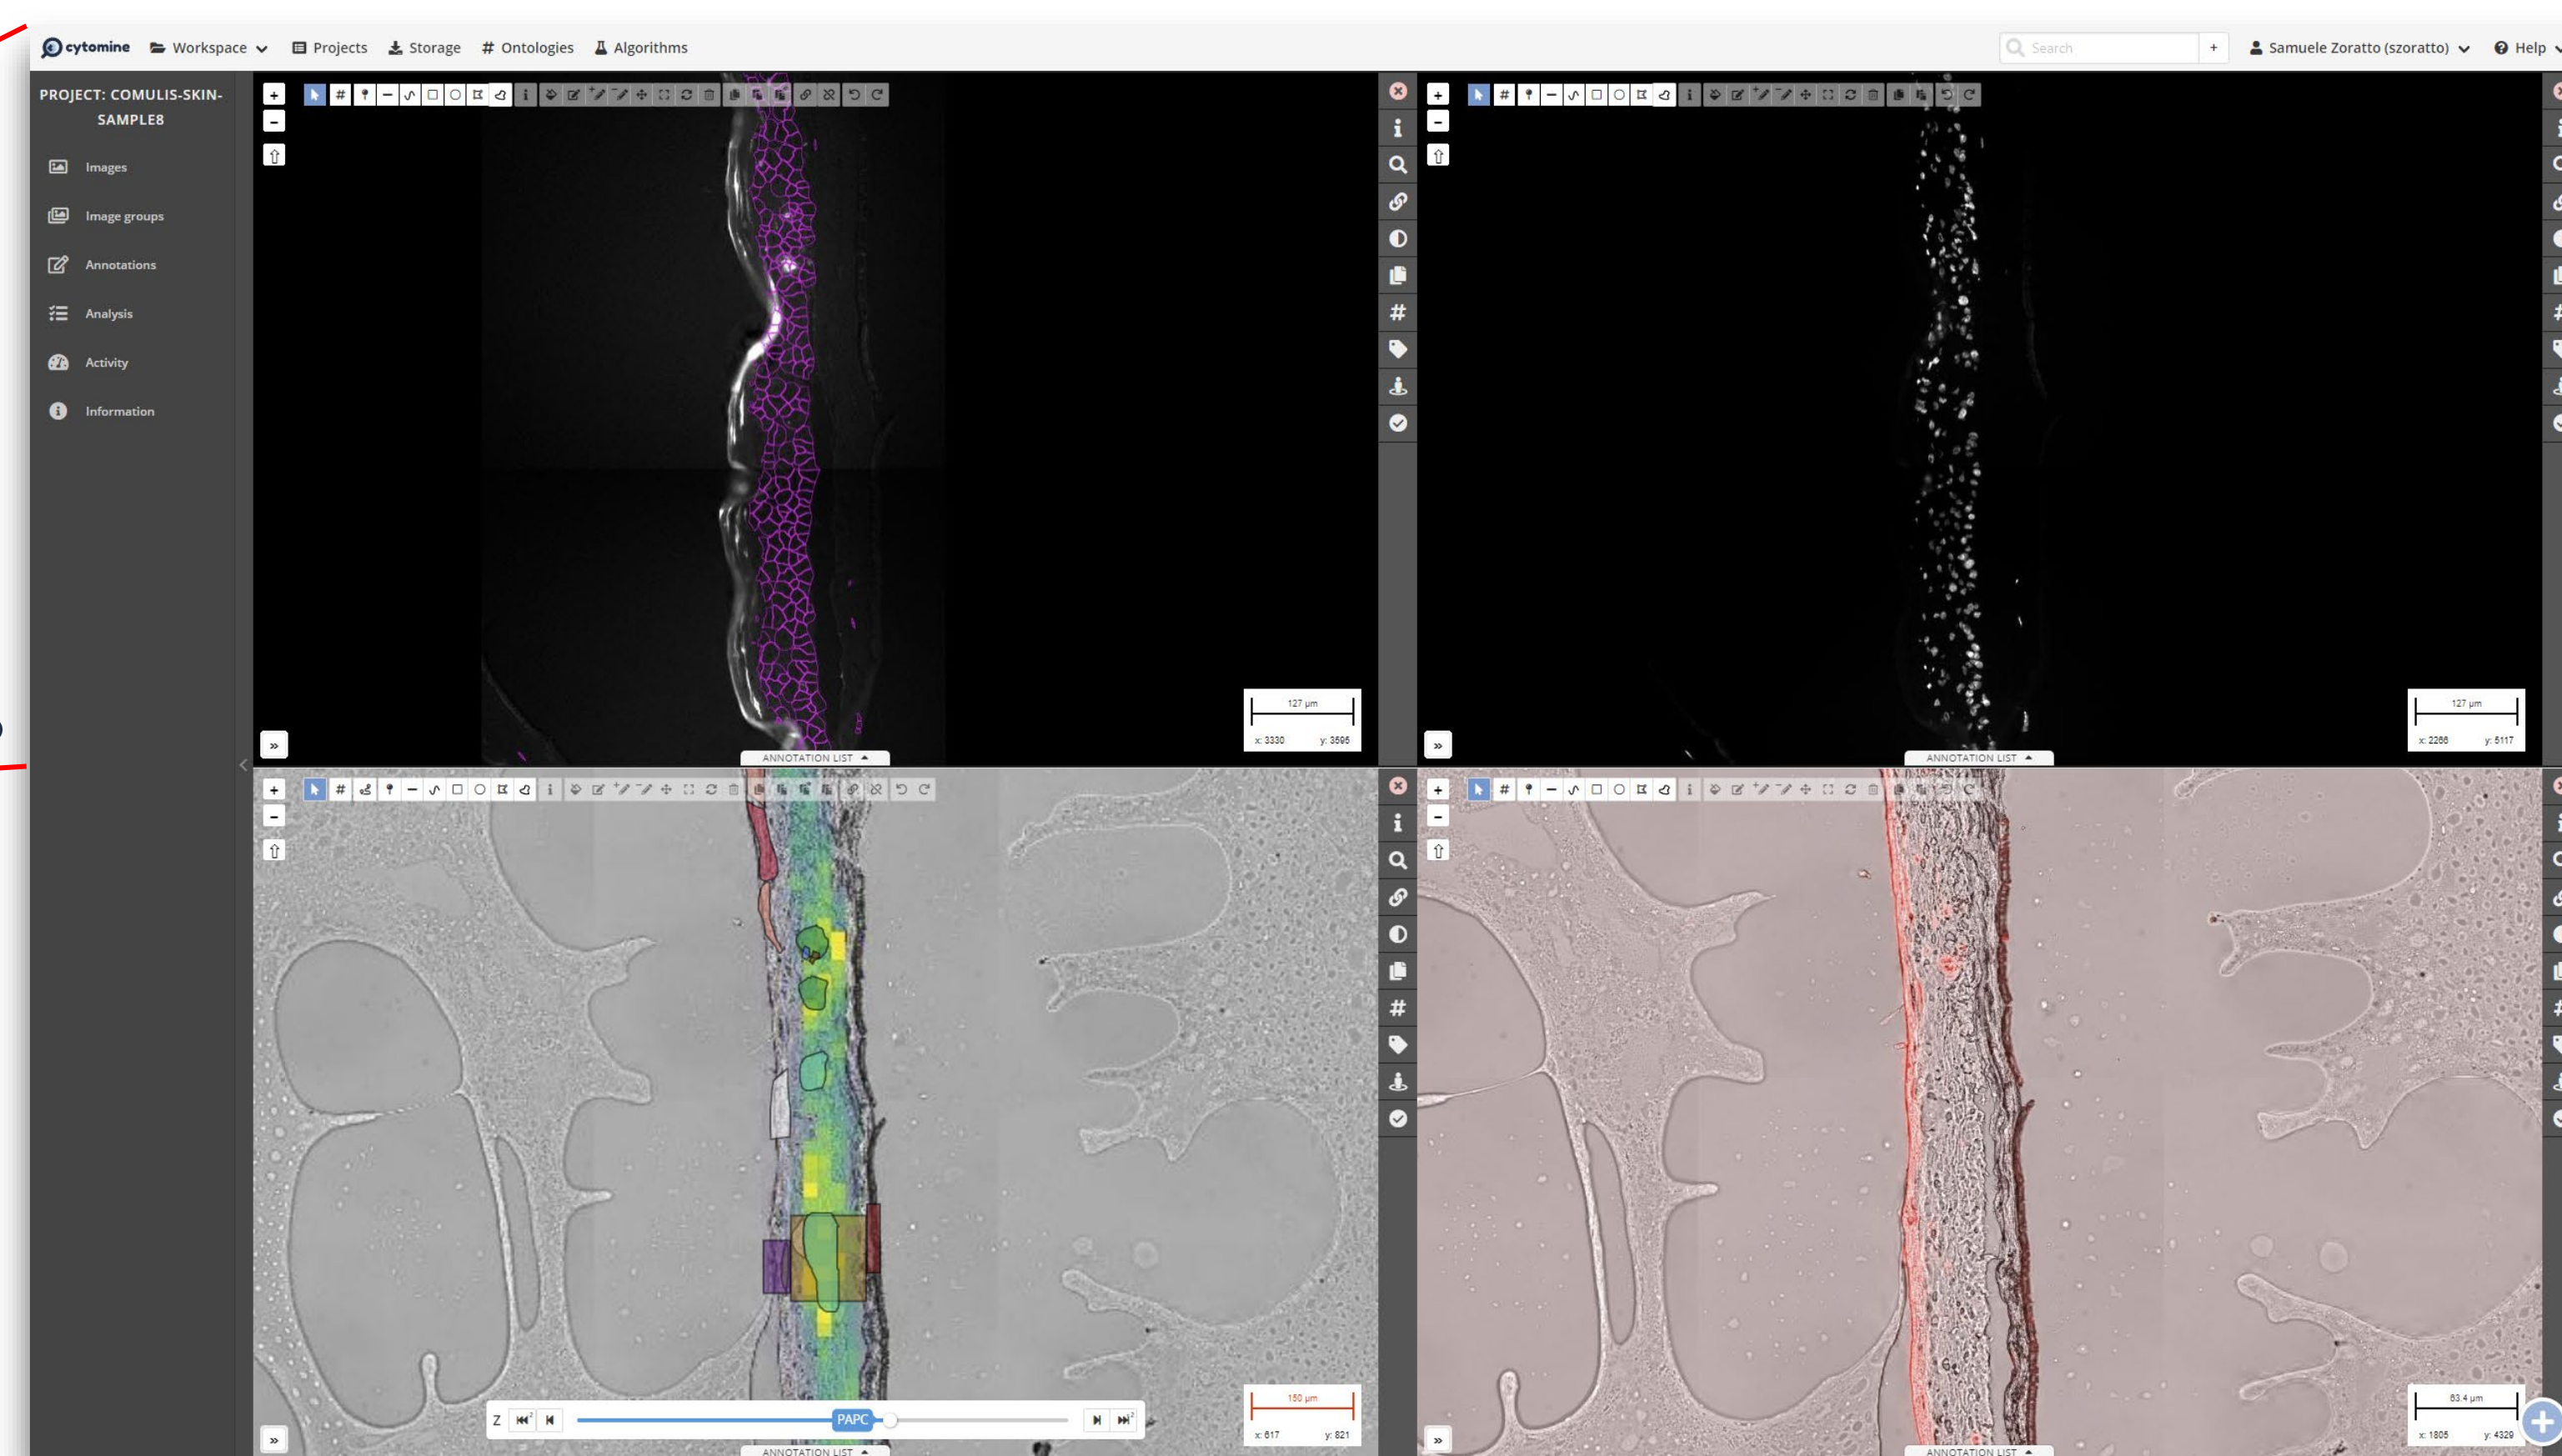 cytomine Workspace Projects Storage # Ontologies Algorithms Search + Samuele Zoratto (szoratto) Help
PROJECT: COMULIS-SKIN-
SAMPLE8
Images
Image groups
Annotations
Analysis
Activity
Information
127 µm
x: 3330 y: 3595
ANNOTATION LIST
127 µm
x: 2266 y: 5117
ANNOTATION LIST
Z PAPC
150 µm
x: 617 y: 821
ANNOTATION LIST
63.4 µm
x: 1805 y: 4329
ANNOTATION LIST